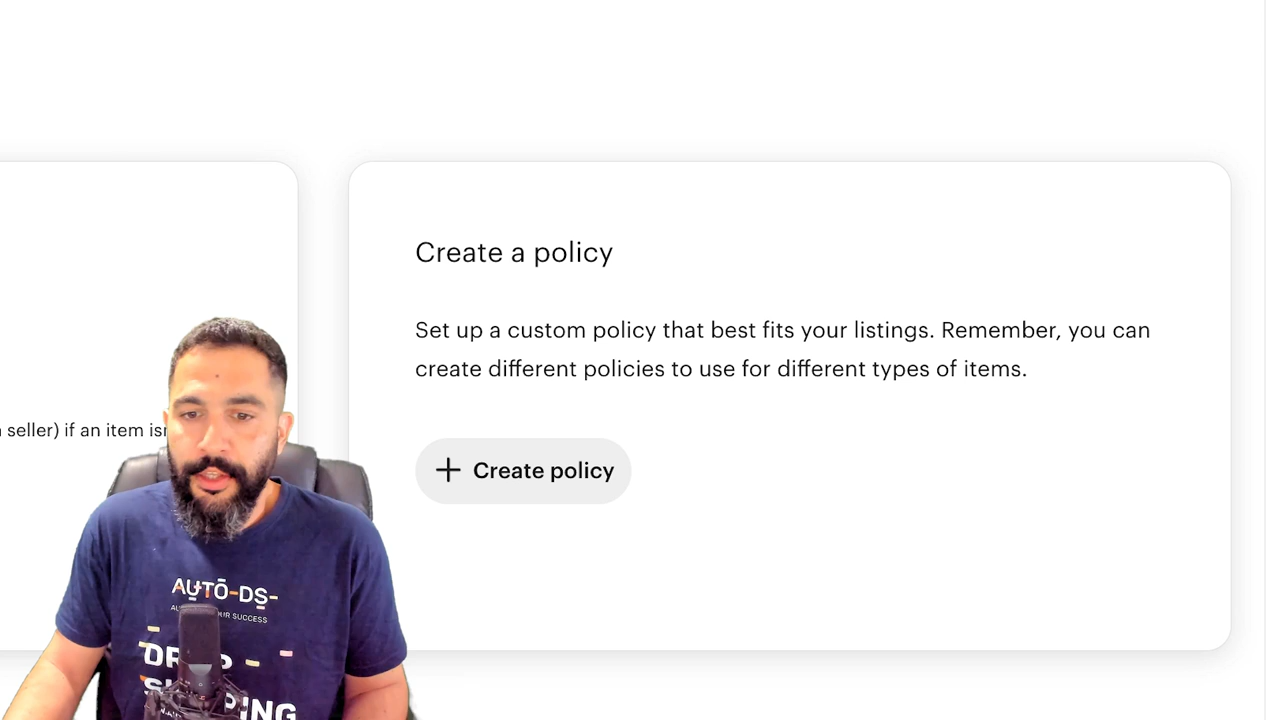 Create a policy
Set up a custom policy that best fits your listings. Remember, you can
create different policies to use for different types of items.
+ Create policy
seller) if an item
AUTO-DS-
SUCCESS